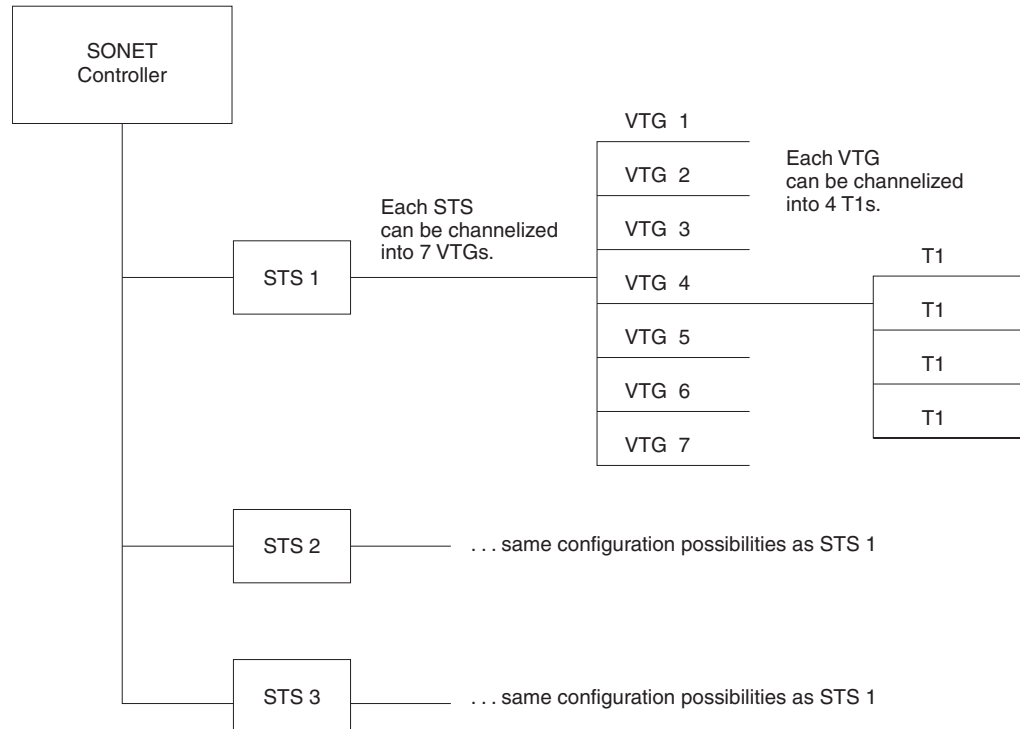 SONET
Controller
VTG 1
Each VTG
can be channelized
into 4 T1s.
VTG 2
Each STS
can be channelized
into 7 VTGs.
VTG 3
STS 1
VTG 4
T1
T1
VTG 5
T1
VTG 6
T1
VTG 7
STS 2
. . . same configuration possibilities as STS 1
STS 3
. . . same configuration possibilities as STS 1